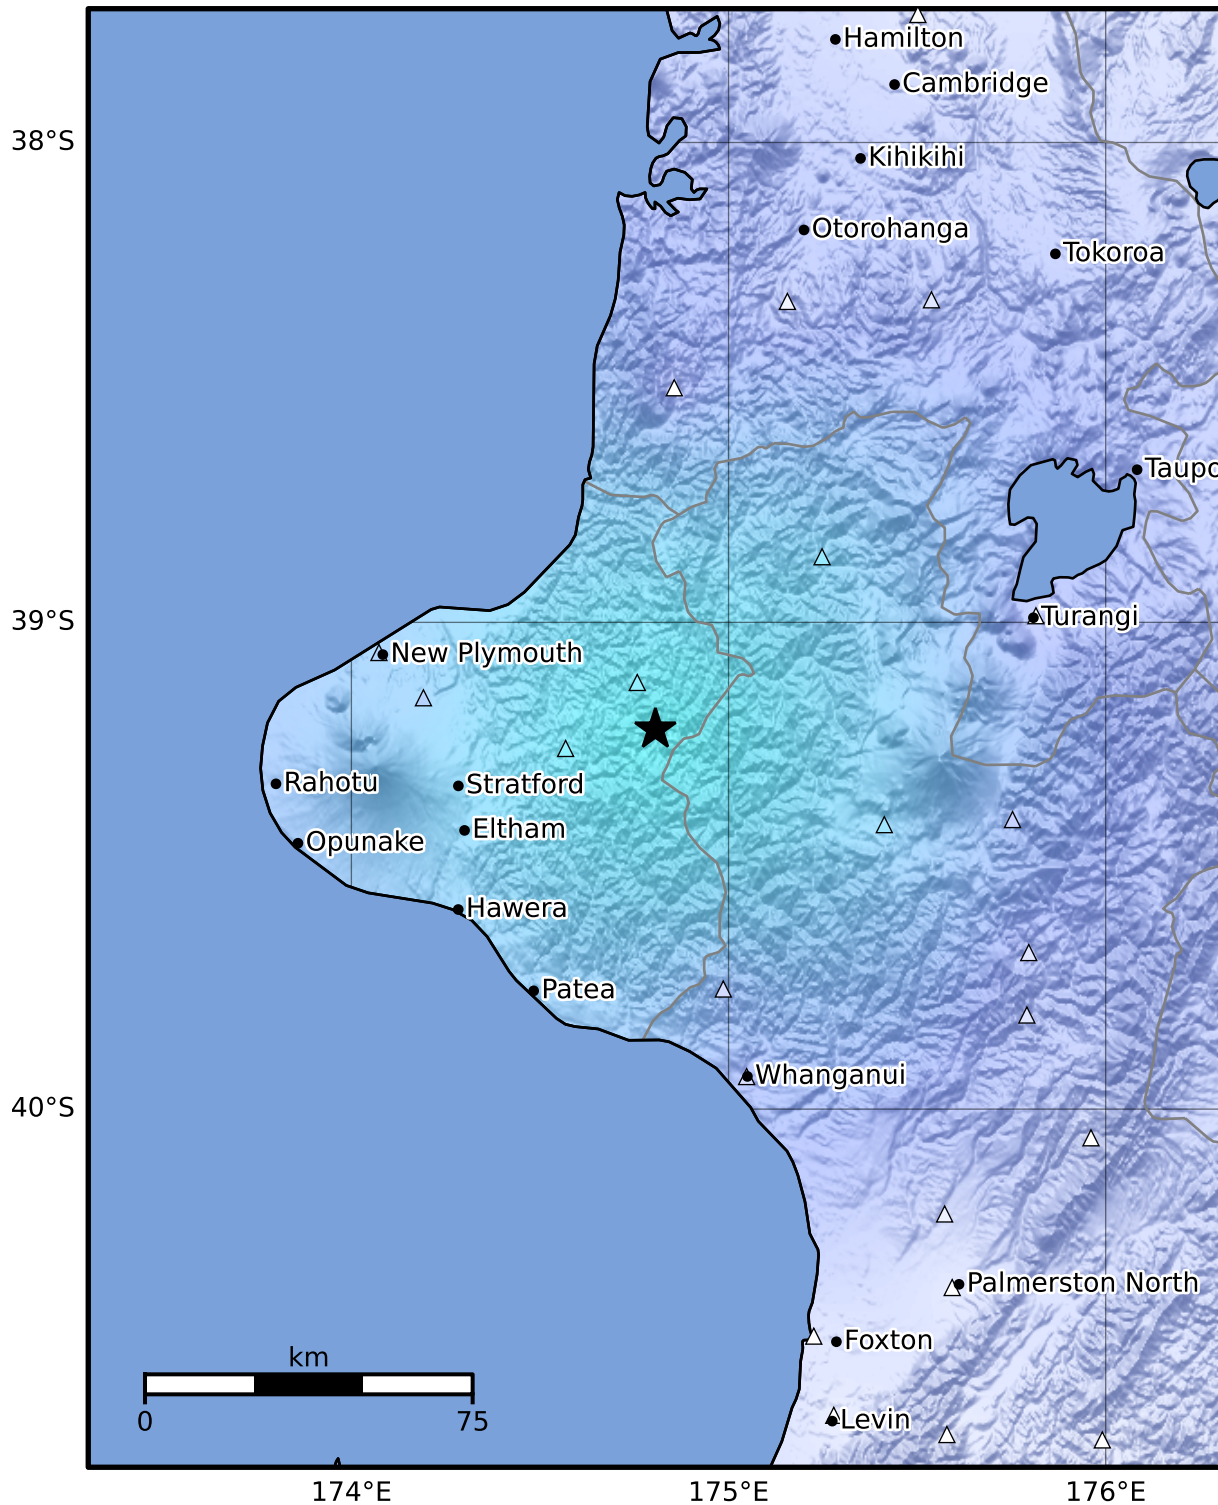 Hamilton
Cambridge
38°S
Kihikihi
Otorohanga
Tokoroa
Taupo
39°S
Turangi
New Plymouth
Rahotu
Stratford
Eltham
Opunake
Hawera
Patea
Whanganui
40°S
Palmerston North
Foxton
km
0 75
Levin
174°E 175°E 176°E